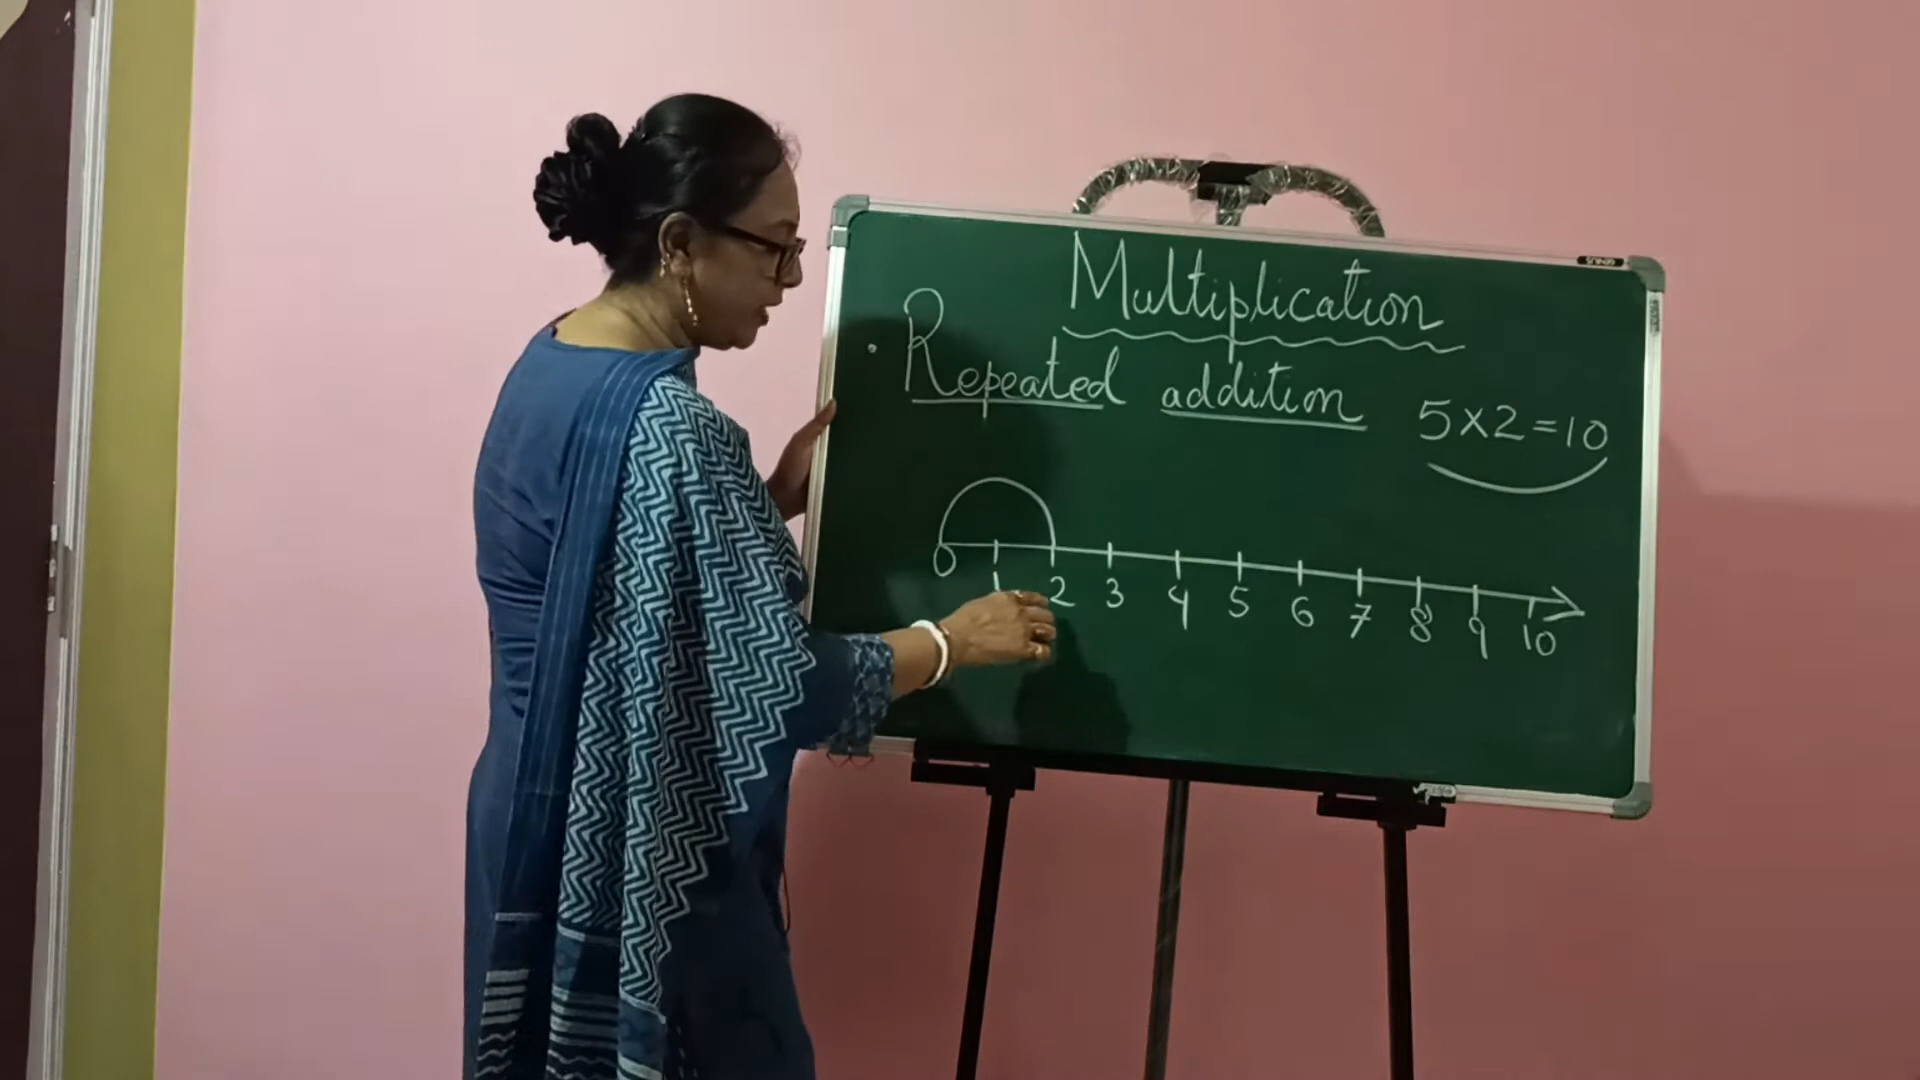 Multiplication
• Repeated addition
5×2=10
0 1 2 3 4 5 6 7 8 9 10